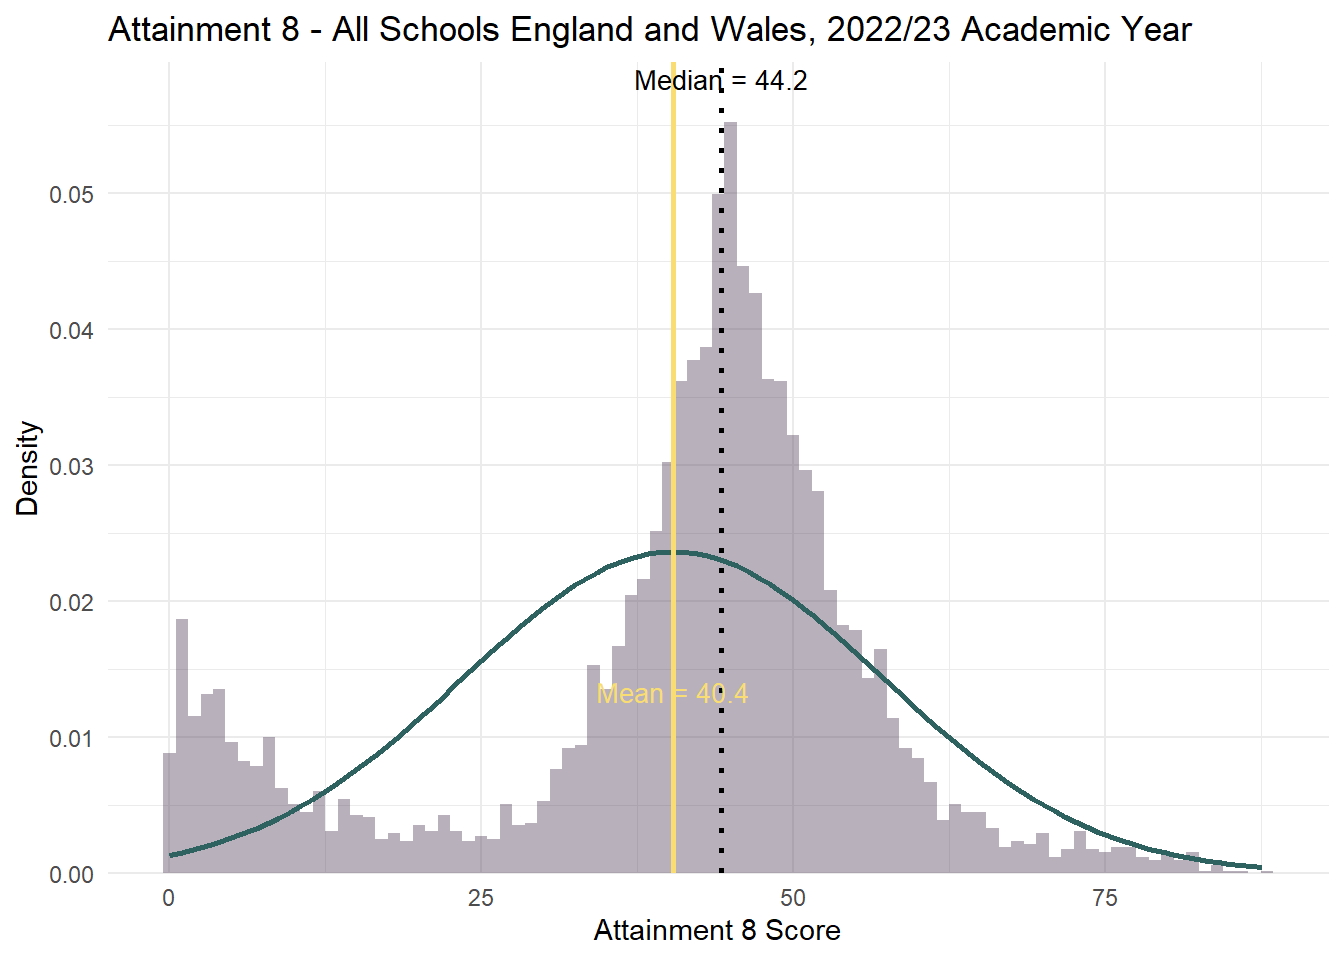 Attainment 8 - All Schools England and Wales, 2022/23 Academic Year
Median = 44.2
0.05
0.04
0.03
0.02
Mean = 40.4
0.01
0.00
Density
0
25
50
75
Attainment 8 Score